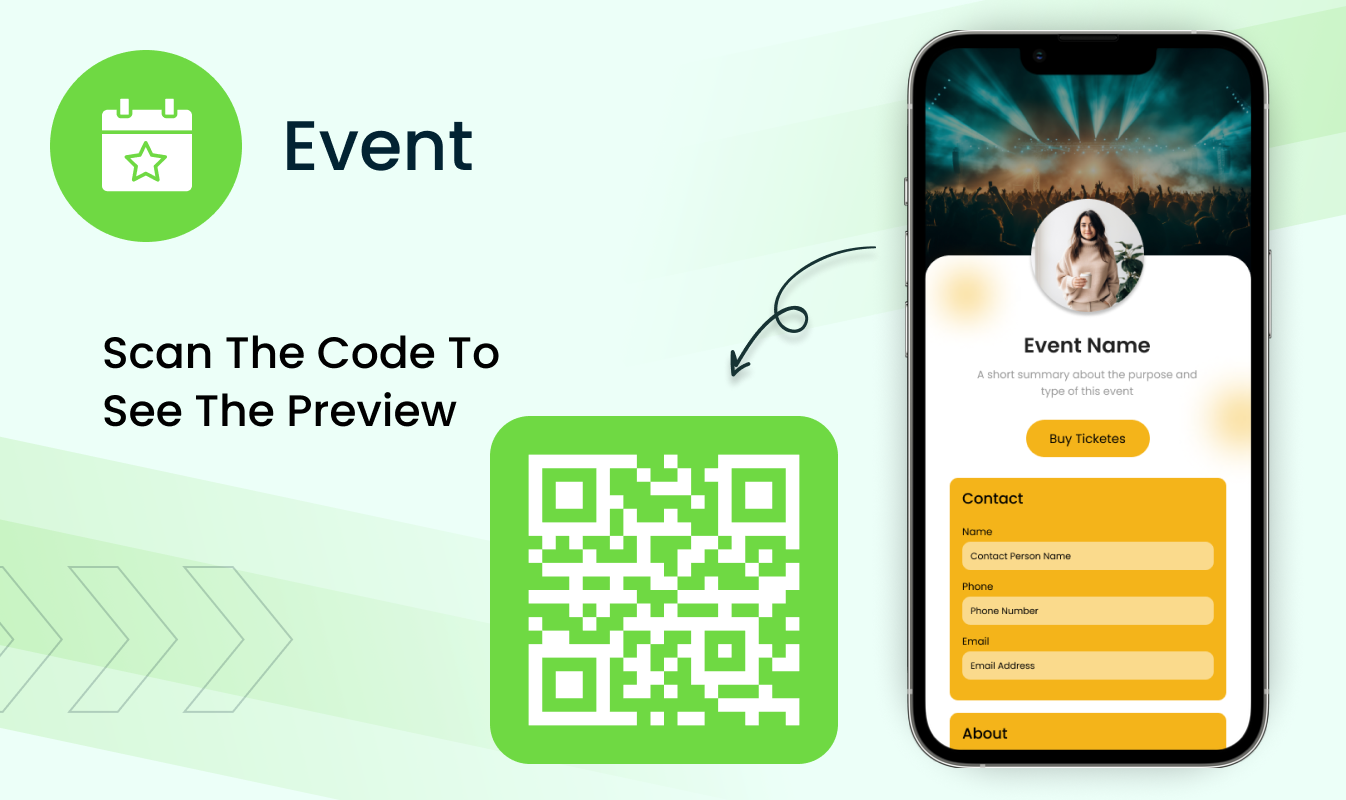 Event
Scan The Code To
See The Preview
Event Name
A short summary about the purpose and
type of this event
Buy Ticketes
Contact
Name
Contact Person Name
Phone
Phone Number
Email
Email Address
About